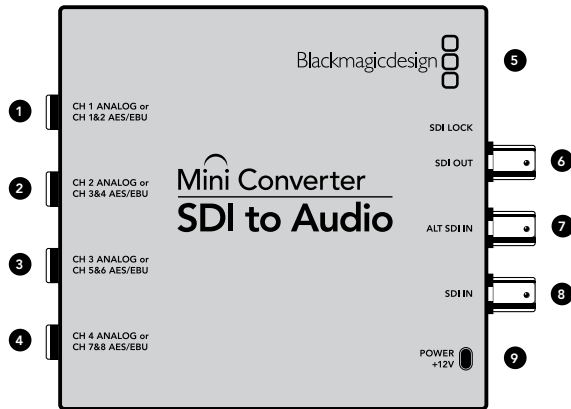 Blackmagicdesign
1
CH 1 ANALOG or
CH 1&2 AES/EBU
2
CH 2 ANALOG or
CH 3&4 AES/EBU
3
CH 3 ANALOG or
CH 5&6 AES/EBU
4
CH 4 ANALOG or
CH 7&8 AES/EBU
Mini Converter
SDI to Audio
5
SDI LOCK
SDI OUT
6
ALT SDI IN
7
SDI IN
8
POWER
+12V
9